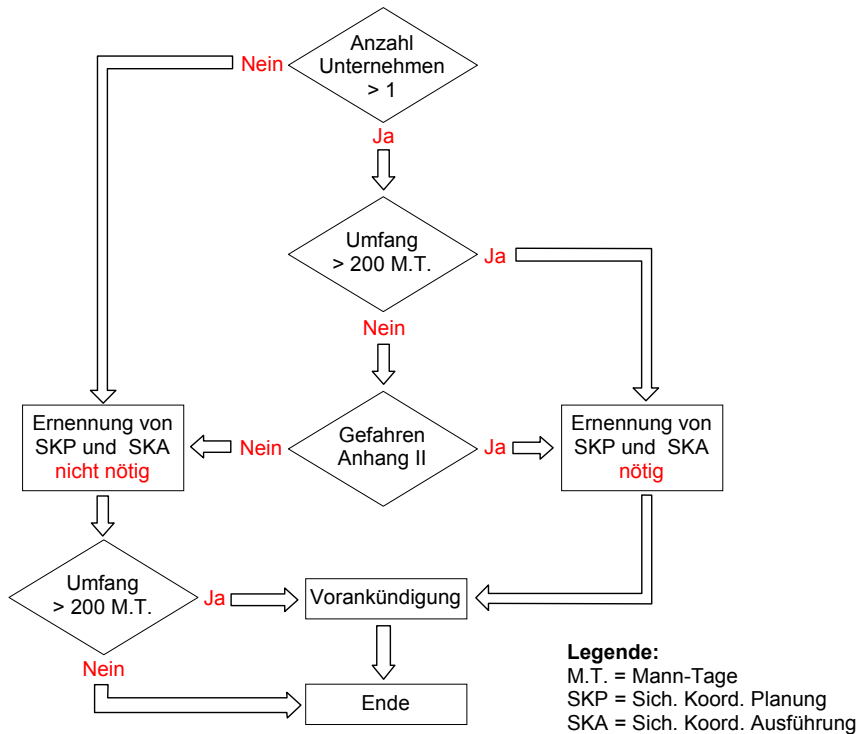 Anzahl
Unternehmen
> 1
Nein
Ja
Umfang
> 200 M.T.
Ja
Nein
Ernennung von
SKP und SKA
nicht nötig
Nein
Gefahren
Anhang II
Ja
Ernennung von
SKP und SKA
nötig
Umfang
> 200 M.T.
Ja
Vorankündigung
Nein
Ende
Legende:
M.T. = Mann-Tage
SKP = Sich. Koord. Planung
SKA = Sich. Koord. Ausführung